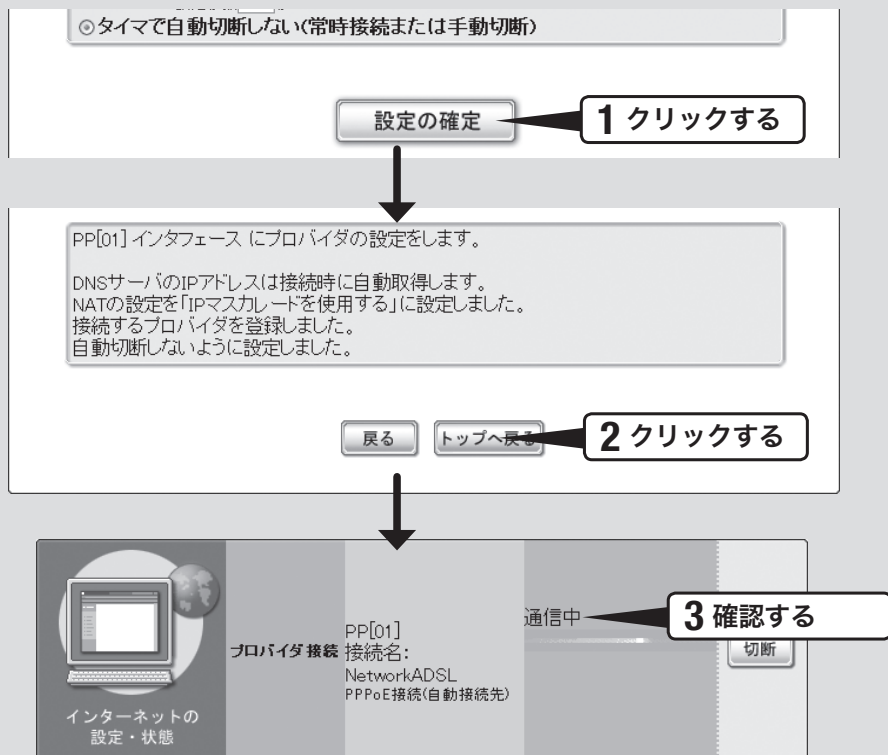 ◎タイマで自動切断しない(常時接続または手動切断)
設定の確定
1 クリックする
PP[01] インタフェース にプロバイダの設定をします。
DNSサーバのIPアドレスは接続時に自動取得します。
NATの設定を「IPマスカレードを使用する」に設定しました。
接続するプロバイダを登録しました。
自動切断しないように設定しました。
戻る
トップへ戻る
2 クリックする
インターネットの
設定・状態
プロバイダ接続
PP[01]
接続名:
NetworkADSL
PPPoE接続(自動接続先)
通信中
3 確認する
切断